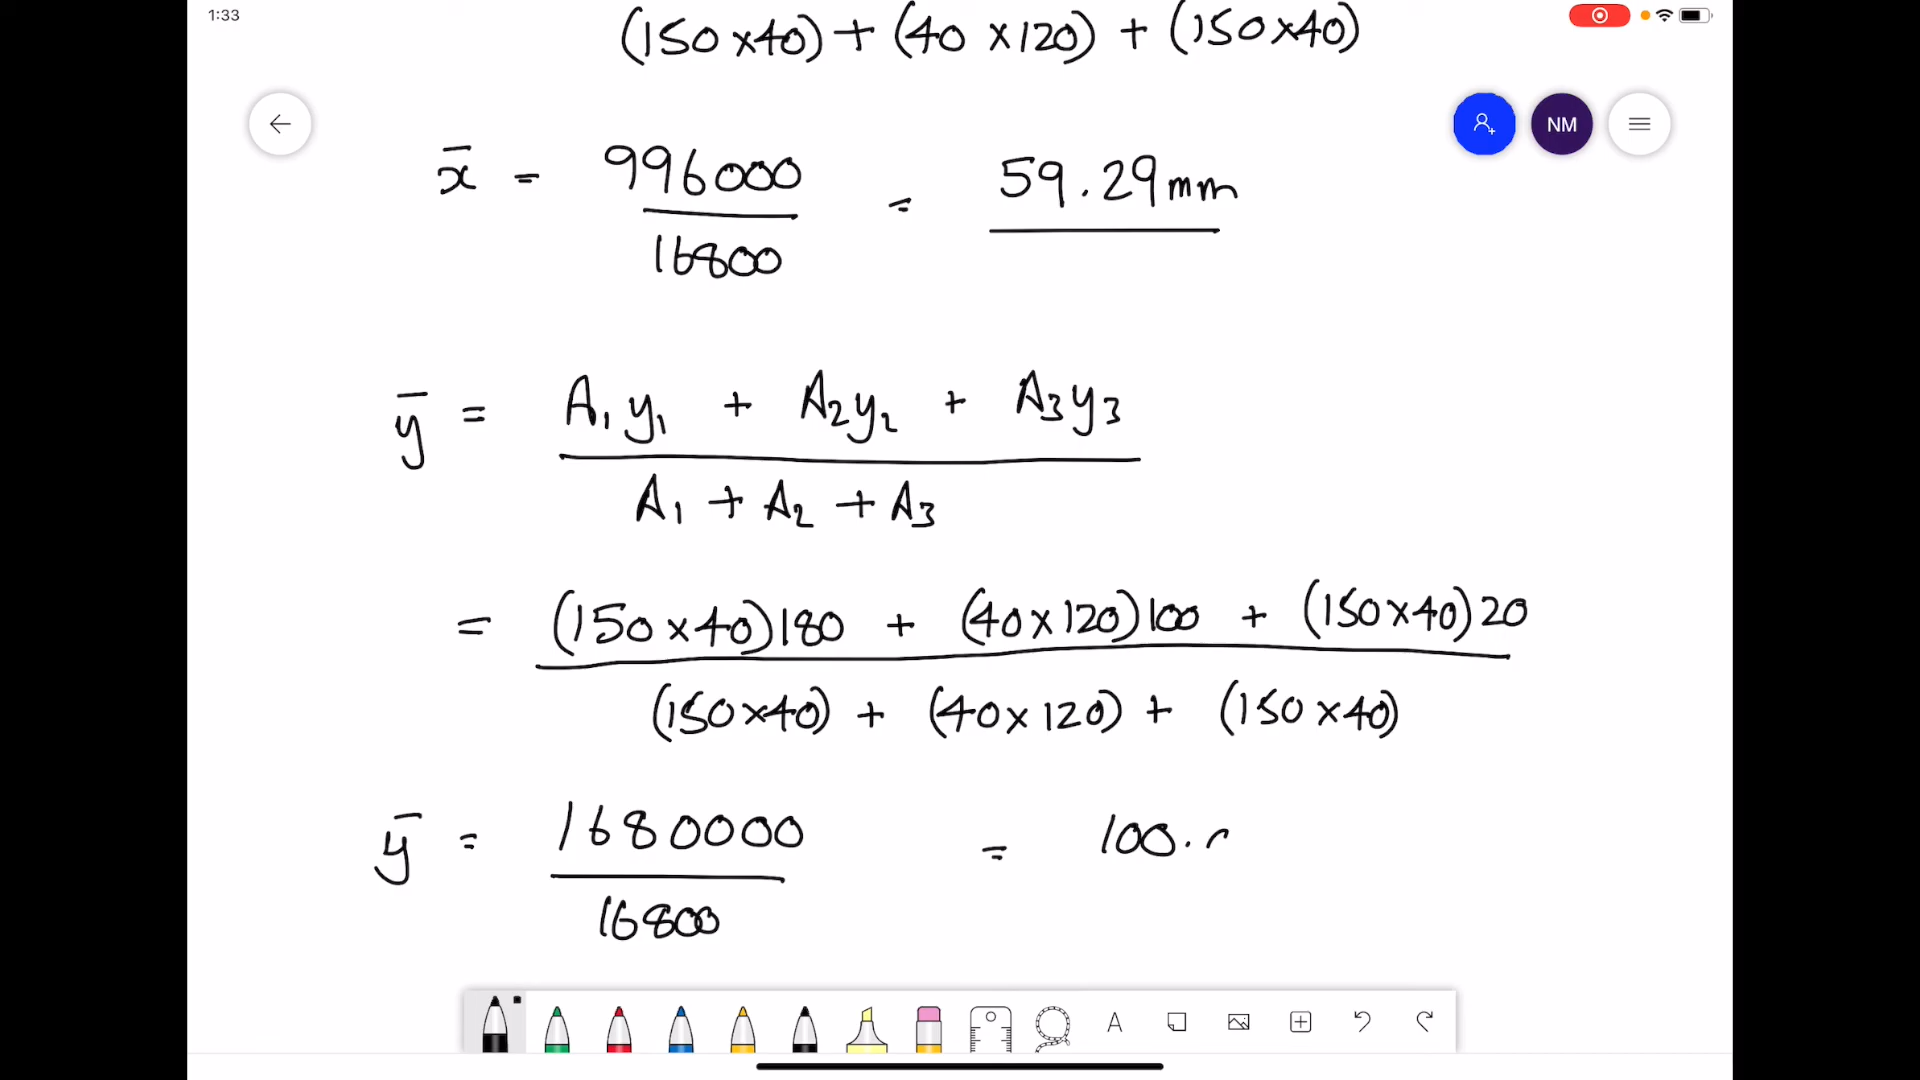 1:33
(150×40) + (40×120) + (150×40)
NM
x̄ = 996000 / 16800 = 59.29mm
ȳ = A₁y₁ + A₂y₂ + A₃y₃
A₁ + A₂ + A₃
= (150×40)180 + (40×120)100 + (150×40)20
(150×40) + (40×120) + (150×40)
ȳ = 1680000 / 16800 = 100.
A